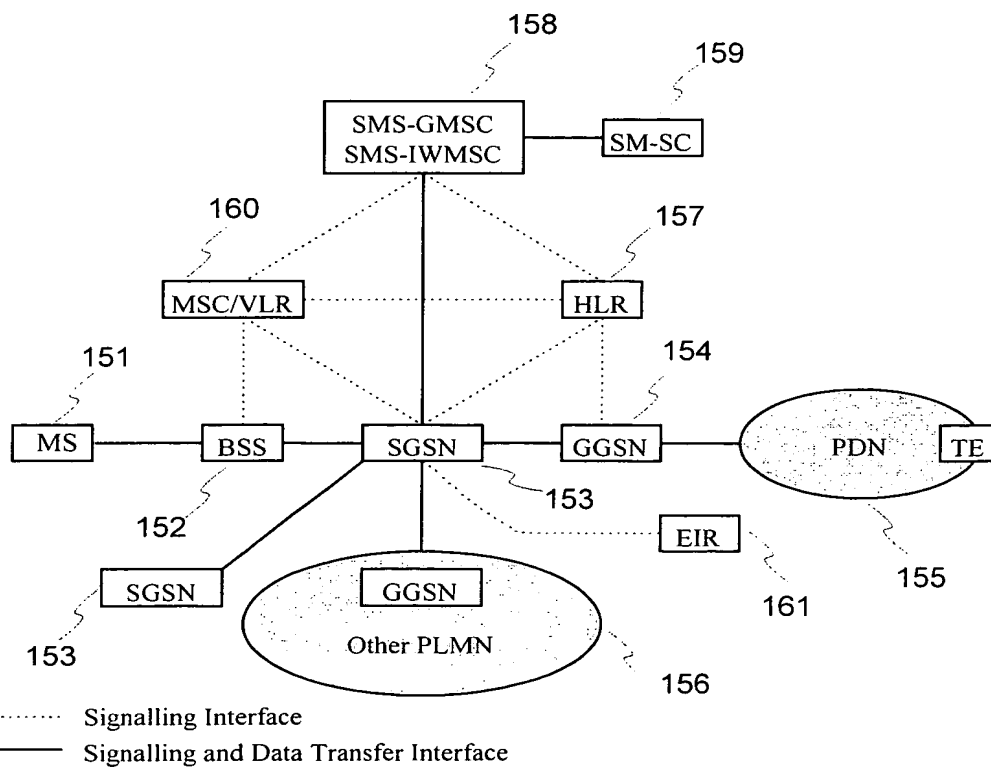 158
159
SMS-GMSC
SMS-IWMSC
SM-SC
160
157
MSC/VLR
HLR
151
154
MS
BSS
SGSN
GGSN
PDN
TE
152
153
EIR
155
SGSN
GGSN
161
153
Other PLMN
156
Signalling Interface
Signalling and Data Transfer Interface